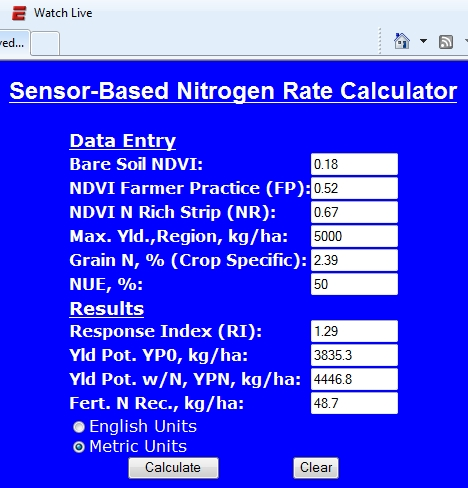 Watch Live
ved...
Sensor-Based Nitrogen Rate Calculator
Data Entry
Bare Soil NDVI: 0.18
NDVI Farmer Practice (FP): 0.52
NDVI N Rich Strip (NR): 0.67
Max. Yld.,Region, kg/ha: 5000
Grain N, % (Crop Specific): 2.39
NUE, %: 50
Results
Response Index (RI): 1.29
Yld Pot. YP0, kg/ha: 3835.3
Yld Pot. w/N, YPN, kg/ha: 4446.8
Fert. N Rec., kg/ha: 48.7
English Units
Metric Units
Calculate Clear